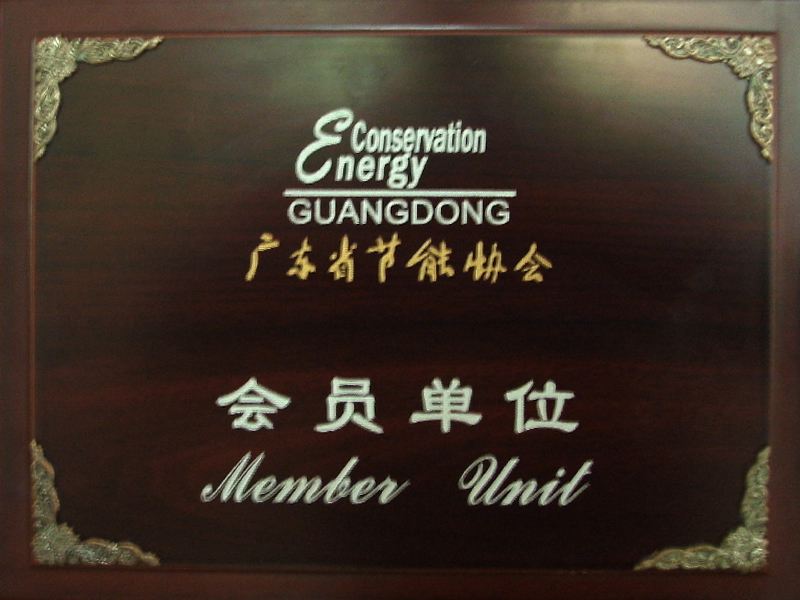 Conservation
Energy
GUANGDONG
广东省节能协会
会员单位
Member Unit